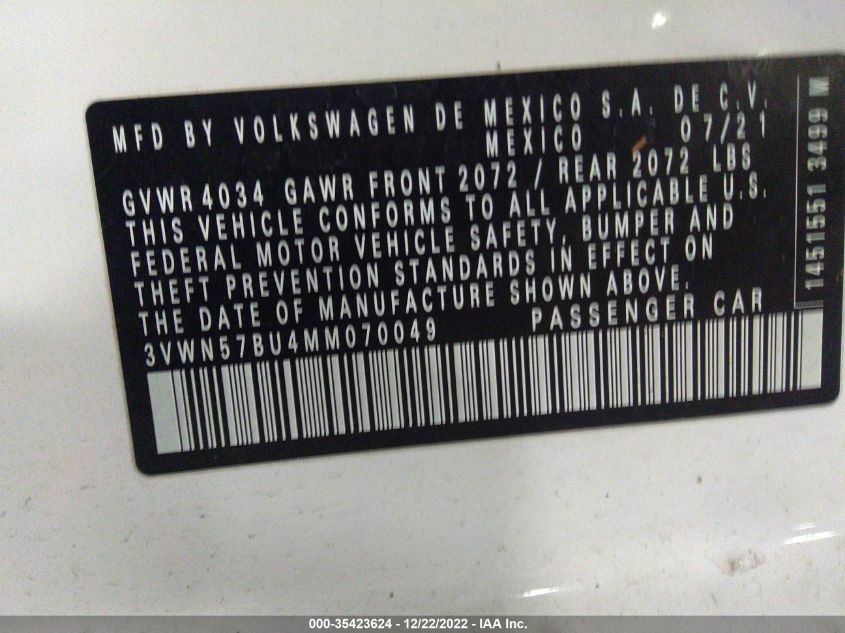 MFD BY VOLKSWAGEN DE MEXICO S.A. DE C.V.
MEXICO 07/21
GVWR 4034 GAWR FRONT 2072 / REAR 2072 LBS
THIS VEHICLE CONFORMS TO ALL APPLICABLE U.S.
FEDERAL MOTOR VEHICLE SAFETY, BUMPER AND
THEFT PREVENTION STANDARDS IN EFFECT ON
THE DATE OF MANUFACTURE SHOWN ABOVE.
3VWN57BU4MM070049 PASSENGER CAR
1451551 3499 M
000-35423624 - 12/22/2022 - IAA Inc.